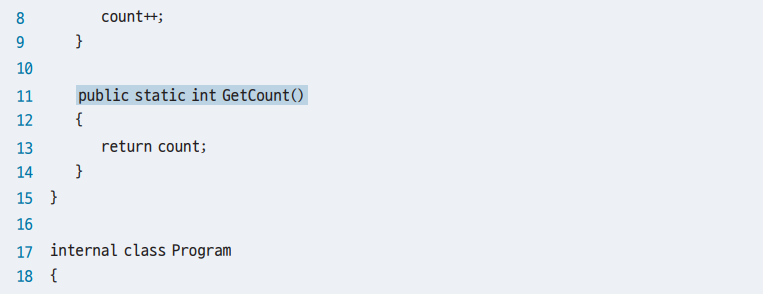 8 count++;
9 }
10
11 public static int GetCount()
12 {
13 return count;
14 }
15 }
16
17 internal class Program
18 {